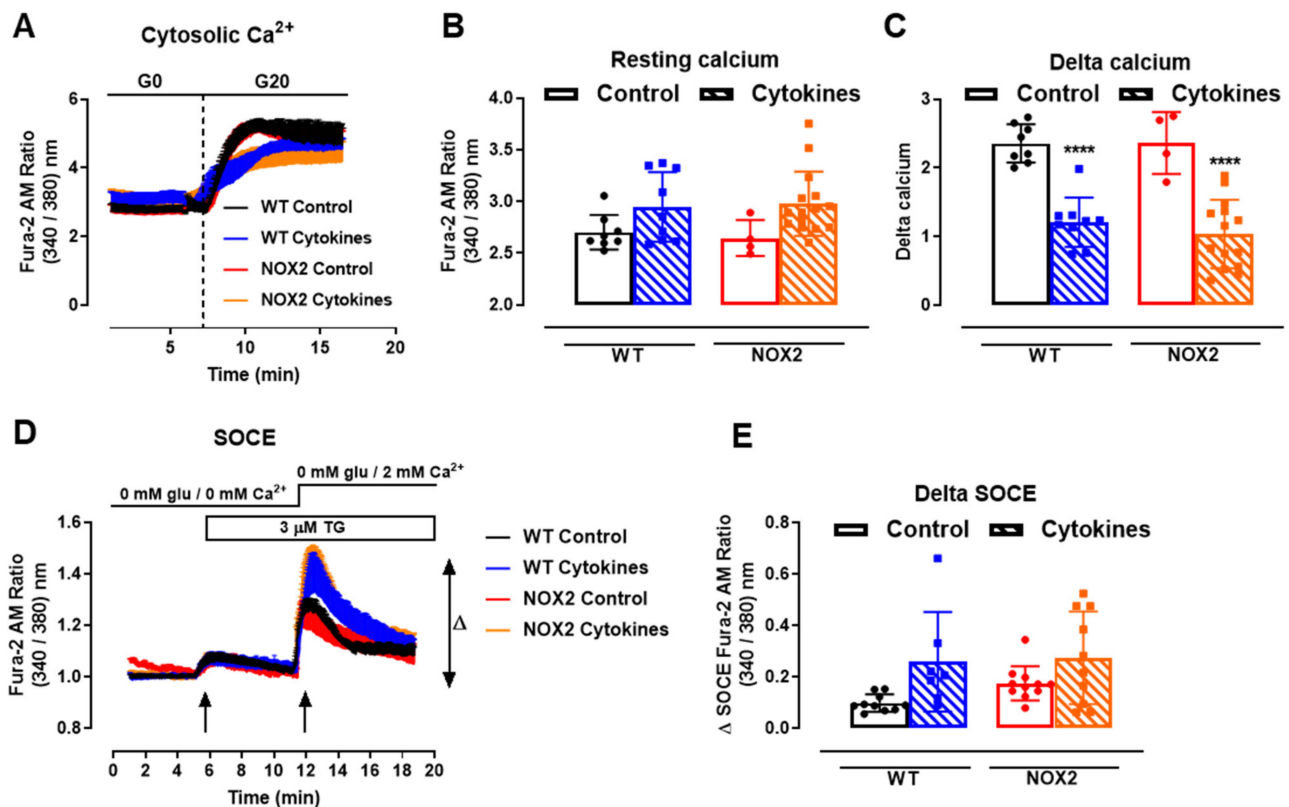 A
Cytosolic Ca²⁺
G0 G20
Fura-2 AM Ratio
(340 / 380) nm
6
4
2
0
WT Control
WT Cytokines
NOX2 Control
NOX2 Cytokines
5 10 15 20
Time (min)
B
Resting calcium
Control Cytokines
Fura-2 AM Ratio
(340 / 380) nm
4.0
3.5
3.0
2.5
2.0
WT NOX2
C
Delta calcium
Control Cytokines
Delta calcium
3
2
1
0
**** ****
WT NOX2
D
SOCE
0 mM glu / 2 mM Ca²⁺
0 mM glu / 0 mM Ca²⁺
3 μM TG
Fura-2 AM Ratio
(340 / 380) nm
1.6
1.4
1.2
1.0
0.8
Δ
WT Control
WT Cytokines
NOX2 Control
NOX2 Cytokines
0 2 4 6 8 10 12 14 16 18 20
Time (min)
E
Delta SOCE
Control Cytokines
Δ SOCE Fura-2 AM Ratio
(340 / 380) nm
0.8
0.6
0.4
0.2
0.0
WT NOX2